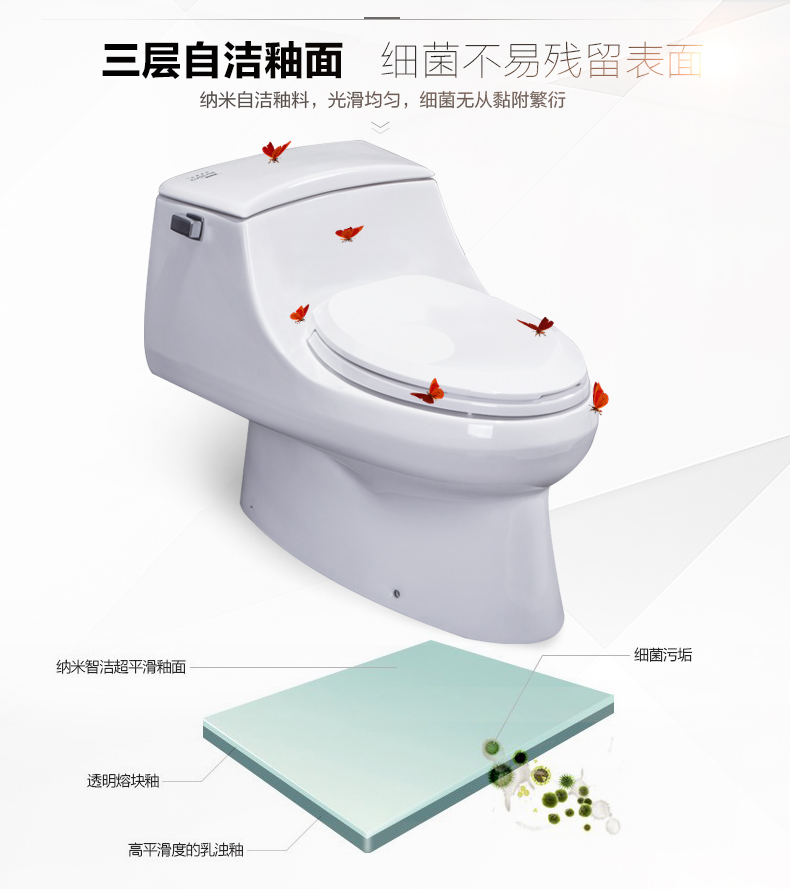 三层自洁釉面 细菌不易残留表面
纳米自洁釉料，光滑均匀，细菌无从黏附繁衍
纳米智洁超平滑釉面
细菌污垢
透明熔块釉
高平滑度的乳浊釉